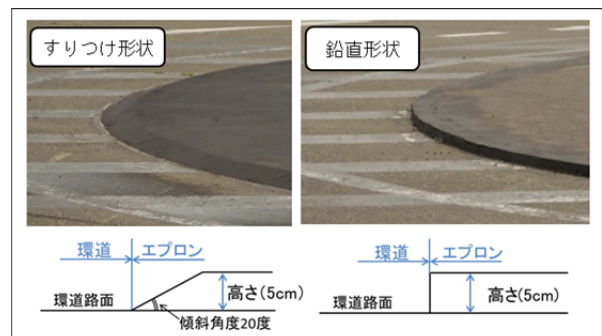 すりつけ形状
鉛直形状
環道 エプロン
環道路面
高さ(5cm)
傾斜角度20度
環道 エプロン
環道路面
高さ(5cm)